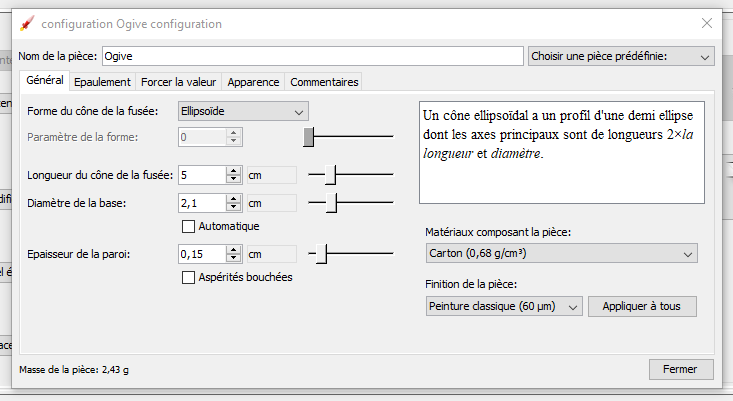 configuration Ogive configuration
Nom de la pièce: Ogive Choisir une pièce prédéfinie:
Général Epaulement Forcer la valeur Apparence Commentaires
Forme du cône de la fusée: Ellipsoïde
Paramètre de la forme: 0
Longueur du cône de la fusée: 5 cm
Diamètre de la base: 2,1 cm
Automatique
Epaisseur de la paroi: 0,15 cm
Aspérités bouchées
Un cône ellipsoïdal a un profil d'une demi ellipse
dont les axes principaux sont de longueurs 2×la
longueur et diamètre.
Matériaux composant la pièce:
Carton (0,68 g/cm³)
Finition de la pièce:
Peinture classique (60 µm) Appliquer à tous
Masse de la pièce: 2,43 g Fermer